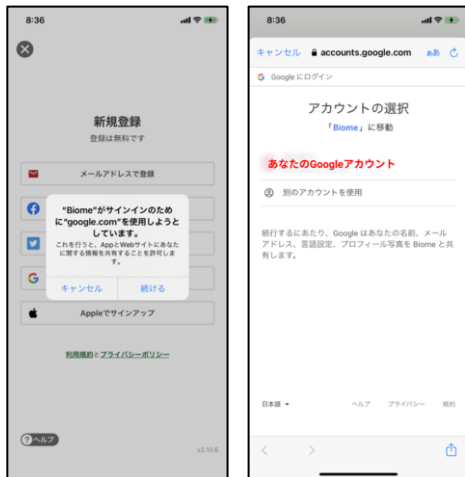 8:36
新規登録
登録は無料です
メールアドレスで登録
"Biome"がサインインのため
に"google.com"を使用しようと
しています。
これを行うと、AppとWebサイトにあなた
に関する情報を共有することを許可しま
す。
キャンセル 続ける
Appleでサインアップ
利用規約とプライバシーポリシー
?ヘルプ
v2.10.6
8:36
キャンセル accounts.google.com ぁあ
G Google にログイン
アカウントの選択
「Biome」に移動
あなたのGoogleアカウント
別のアカウントを使用
続行するにあたり、Google はあなたの名前、メール
アドレス、言語設定、プロフィール写真を Biome と共
有します。
日本語 ヘルプ プライバシー 規約